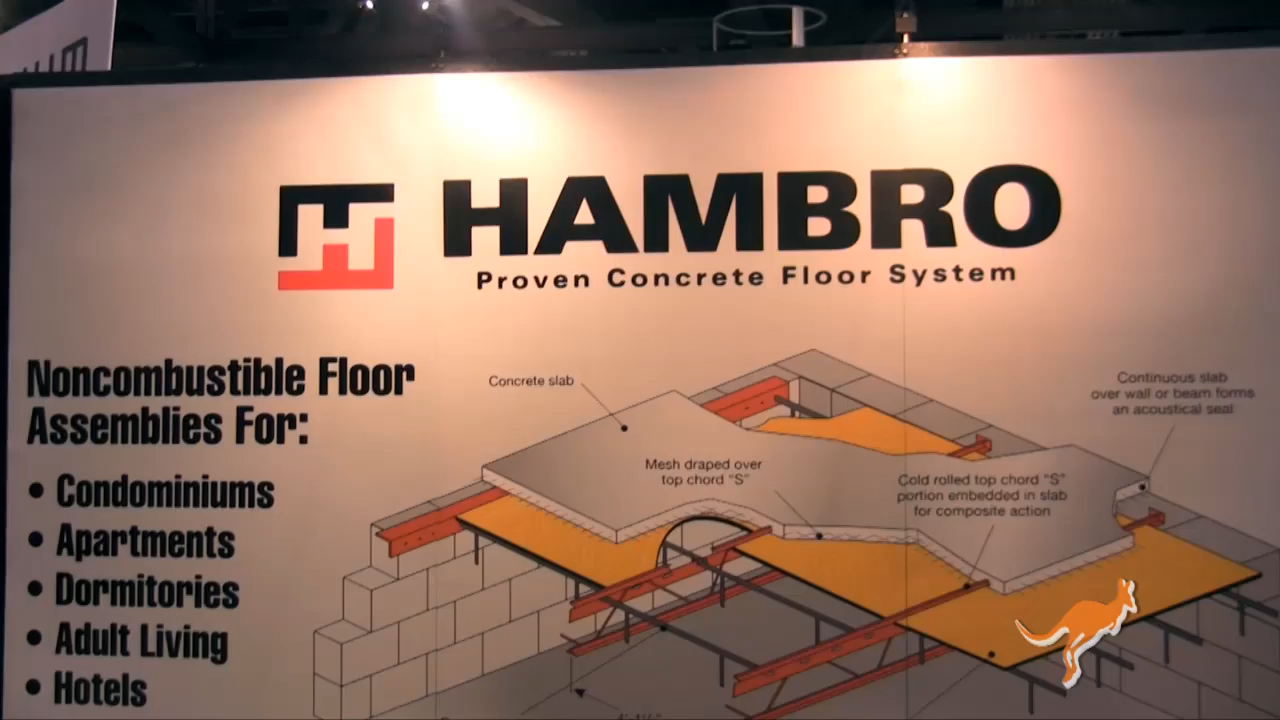 HAMBRO
Proven Concrete Floor System
Noncombustible Floor
Assemblies For:
• Condominiums
• Apartments
• Dormitories
• Adult Living
• Hotels
Concrete slab
Mesh draped over
top chord "S"
Cold rolled top chord "S"
portion embedded in slab
for composite action
Continuous slab
over wall or beam forms
an acoustical seal